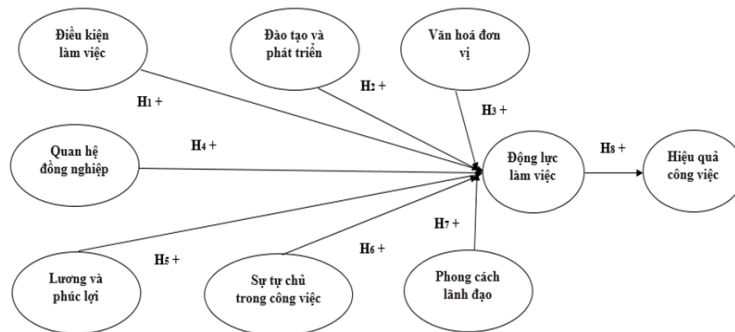 Điều kiện
làm việc
Đào tạo và
phát triển
Văn hoá đơn
vị
H1 +
H2 +
H3 +
Quan hệ
đồng nghiệp
H4 +
Động lực
làm việc
H8 +
Hiệu quả
công việc
H5 +
H6 +
H7 +
Lương và
phúc lợi
Sự tự chủ
trong công việc
Phong cách
lãnh đạo